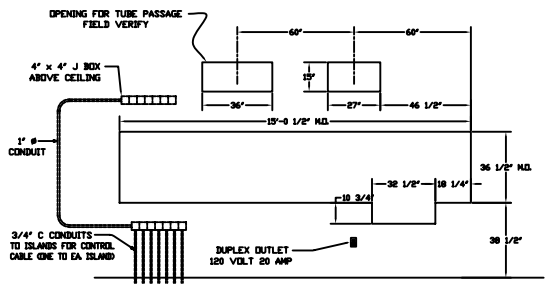 OPENING FOR TUBE PASSAGE
FIELD VERIFY
60"
60"
4" x 4" J BOX
ABOVE CEILING
15"
36"
27"
46 1/2"
15'-0 1/2" M.O.
1" ø
CONDUIT
36 1/2" M.O.
32 1/2"
18 1/4"
10 3/4"
3/4" C CONDUITS
TO ISLANDS FOR CONTROL
CABLE (ONE TO EA. ISLAND)
DUPLEX OUTLET
120 VOLT 20 AMP
38 1/2"